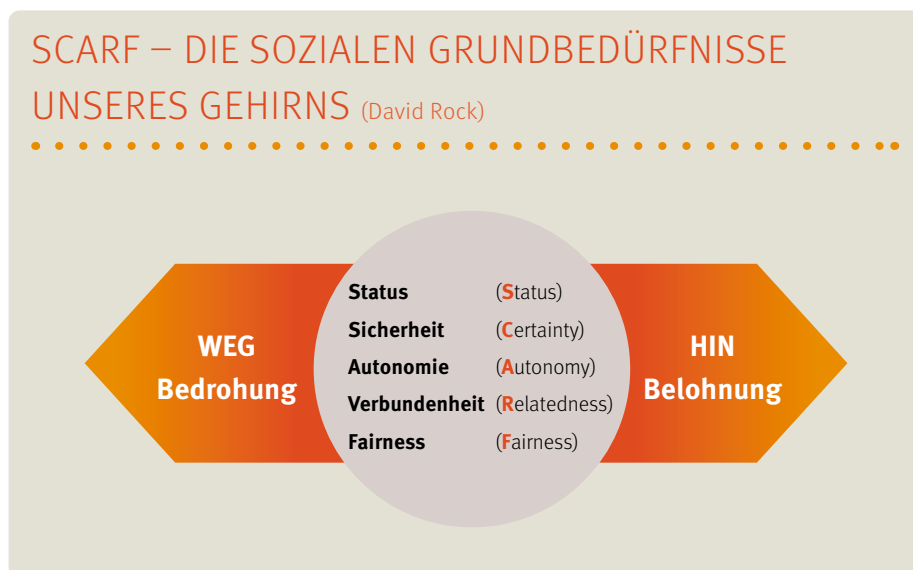 SCARF – DIE SOZIALEN GRUNDBEDÜRFNISSE
UNSERES GEHIRNS (David Rock)
WEG
Bedrohung
Status (Status)
Sicherheit (Certainty)
Autonomie (Autonomy)
Verbundenheit (Relatedness)
Fairness (Fairness)
HIN
Belohnung